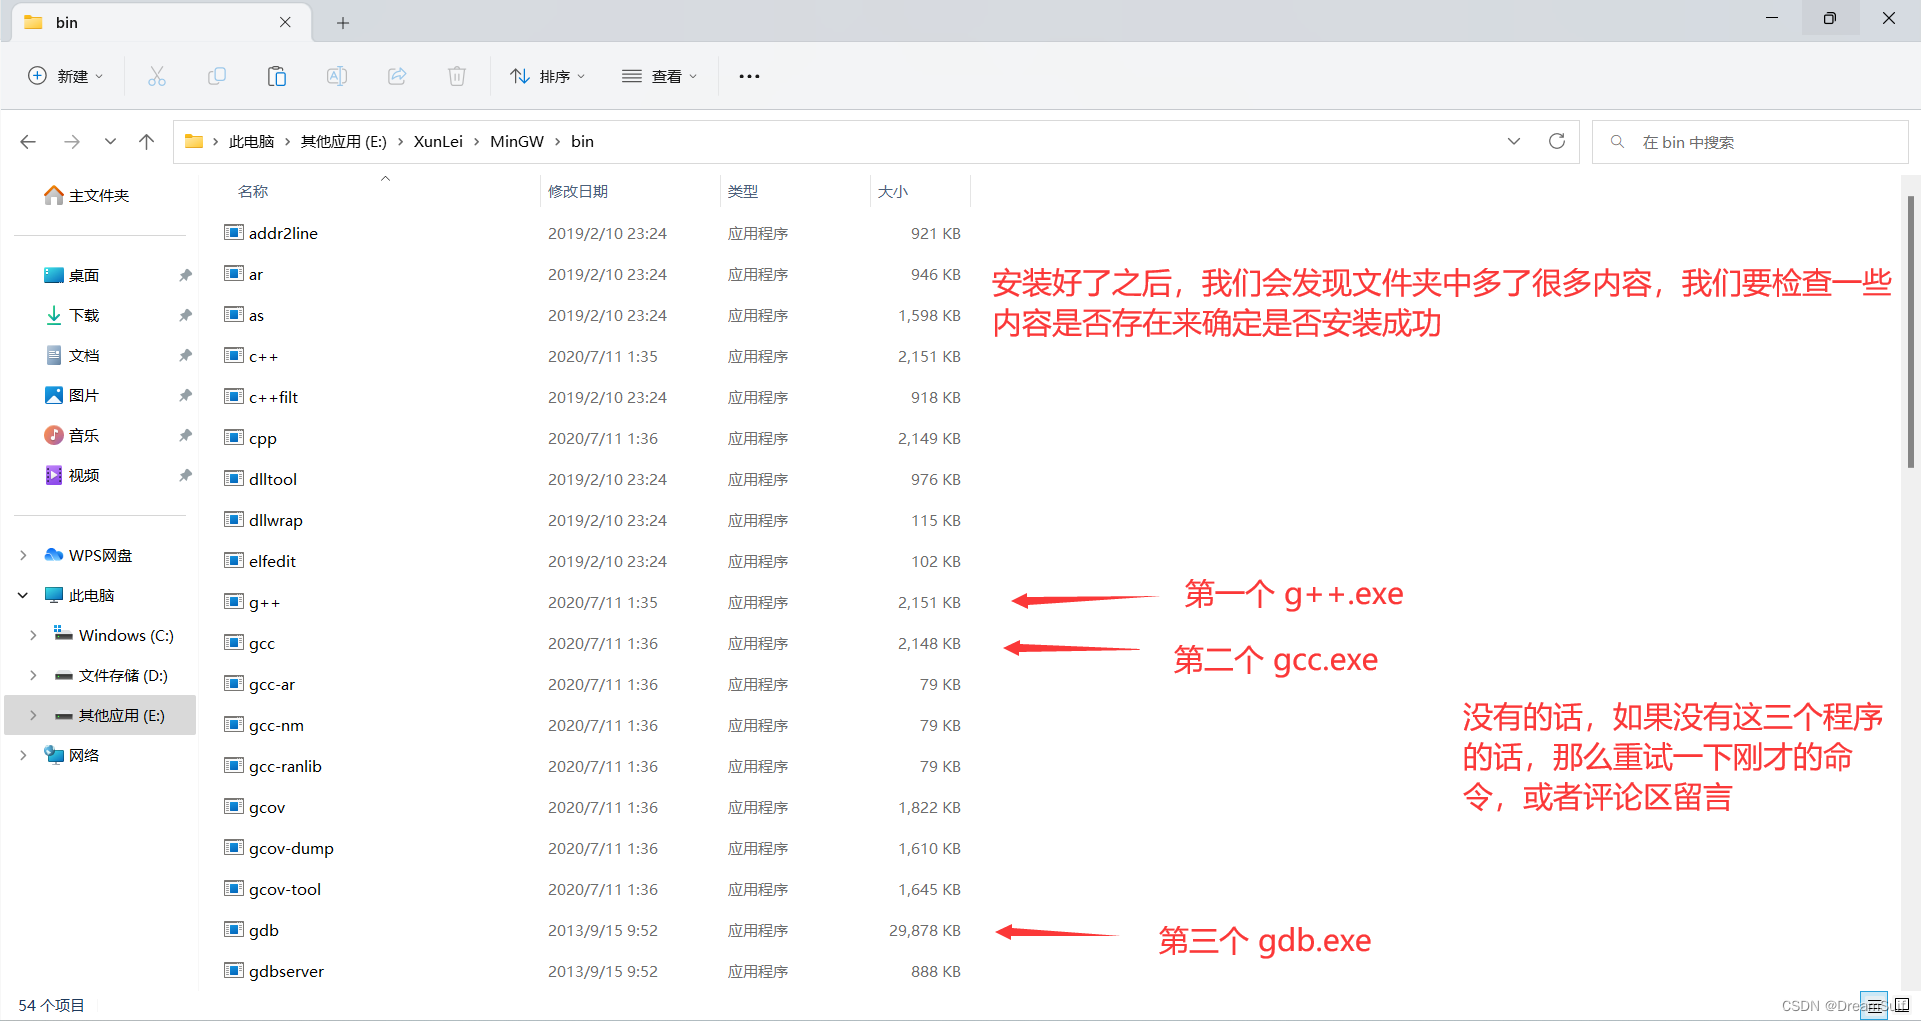 bin
新建
排序
查看
此电脑 › 其他应用 (E:) › XunLei › MinGW › bin
在 bin 中搜索
主文件夹
桌面
下载
文档
图片
音乐
视频
WPS网盘
此电脑
Windows (C:)
文件存储 (D:)
其他应用 (E:)
网络
名称 修改日期 类型 大小
addr2line 2019/2/10 23:24 应用程序 921 KB
ar 2019/2/10 23:24 应用程序 946 KB
as 2019/2/10 23:24 应用程序 1,598 KB
c++ 2020/7/11 1:35 应用程序 2,151 KB
c++filt 2019/2/10 23:24 应用程序 918 KB
cpp 2020/7/11 1:36 应用程序 2,149 KB
dlltool 2019/2/10 23:24 应用程序 976 KB
dllwrap 2019/2/10 23:24 应用程序 115 KB
elfedit 2019/2/10 23:24 应用程序 102 KB
g++ 2020/7/11 1:35 应用程序 2,151 KB
gcc 2020/7/11 1:36 应用程序 2,148 KB
gcc-ar 2020/7/11 1:36 应用程序 79 KB
gcc-nm 2020/7/11 1:36 应用程序 79 KB
gcc-ranlib 2020/7/11 1:36 应用程序 79 KB
gcov 2020/7/11 1:36 应用程序 1,822 KB
gcov-dump 2020/7/11 1:36 应用程序 1,610 KB
gcov-tool 2020/7/11 1:36 应用程序 1,645 KB
gdb 2013/9/15 9:52 应用程序 29,878 KB
gdbserver 2013/9/15 9:52 应用程序 888 KB
安装好了之后，我们会发现文件夹中多了很多内容，我们要检查一些
内容是否存在来确定是否安装成功
第一个 g++.exe
第二个 gcc.exe
没有的话，如果没有这三个程序
的话，那么重试一下刚才的命
令，或者评论区留言
第三个 gdb.exe
54 个项目
CSDN